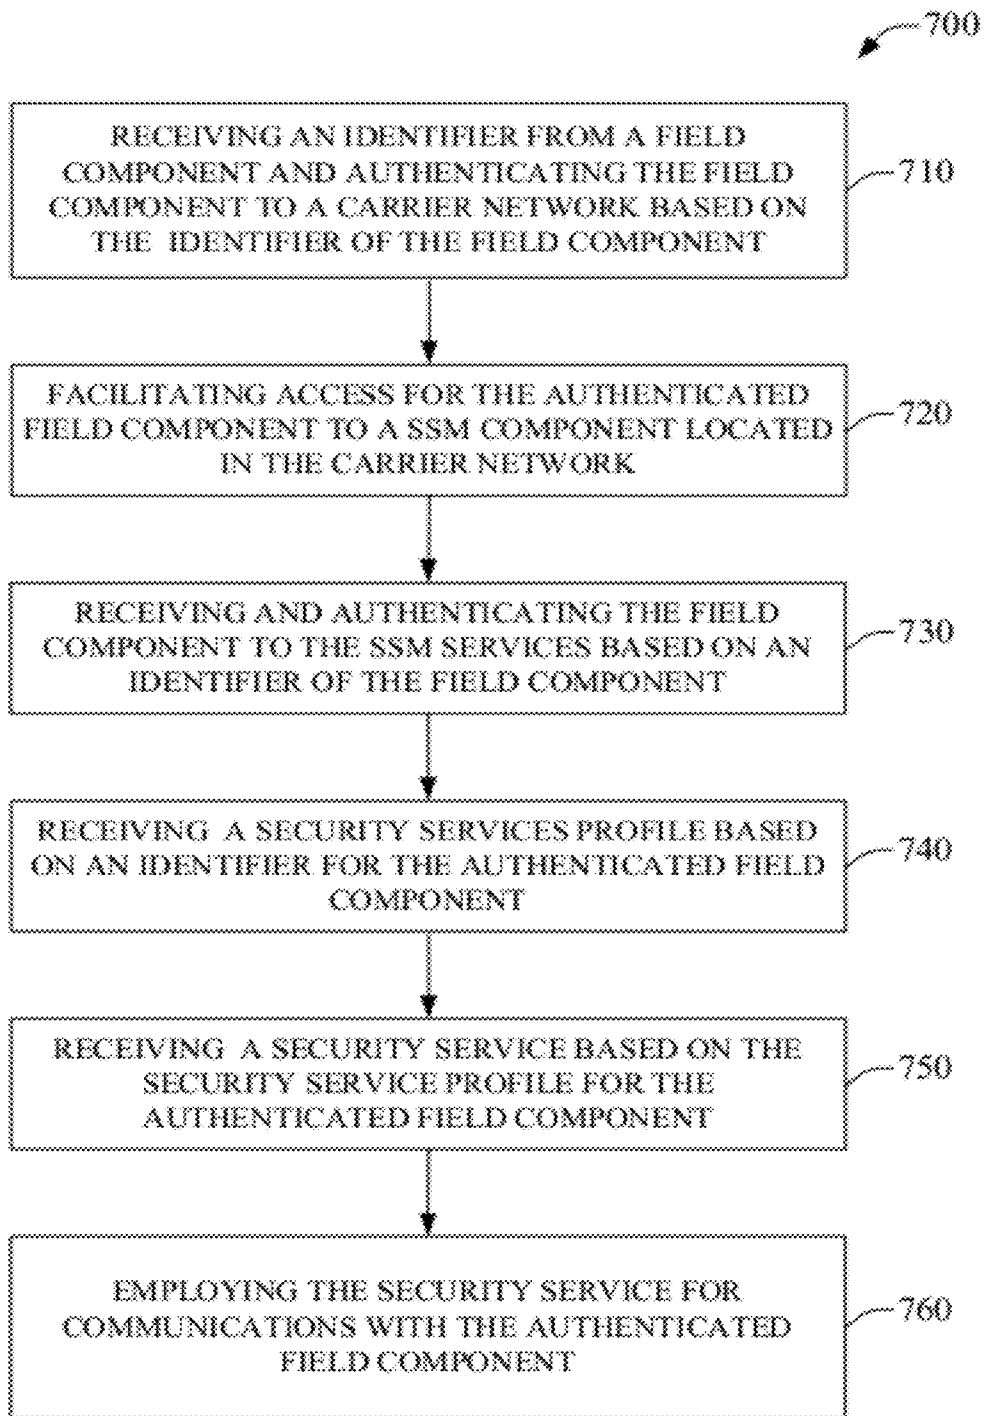 700
RECEIVING AN IDENTIFIER FROM A FIELD
COMPONENT AND AUTHENTICATING THE FIELD
COMPONENT TO A CARRIER NETWORK BASED ON
THE IDENTIFIER OF THE FIELD COMPONENT
710
FACILITATING ACCESS FOR THE AUTHENTICATED
FIELD COMPONENT TO A SSM COMPONENT LOCATED
IN THE CARRIER NETWORK
720
RECEIVING AND AUTHENTICATING THE FIELD
COMPONENT TO THE SSM SERVICES BASED ON AN
IDENTIFIER OF THE FIELD COMPONENT
730
RECEIVING A SECURITY SERVICES PROFILE BASED
ON AN IDENTIFIER FOR THE AUTHENTICATED FIELD
COMPONENT
740
RECEIVING A SECURITY SERVICE BASED ON THE
SECURITY SERVICE PROFILE FOR THE
AUTHENTICATED FIELD COMPONENT
750
EMPLOYING THE SECURITY SERVICE FOR
COMMUNICATIONS WITH THE AUTHENTICATED
FIELD COMPONENT
760